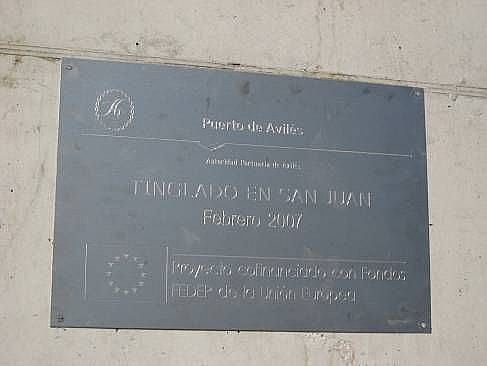 Puerto de Avilés
Autoridad Portuaria de Avilés
TINGLADO EN SAN JUAN
Febrero 2007
Proyecto cofinanciado con Fondos
FEDEP de la Unión Europea